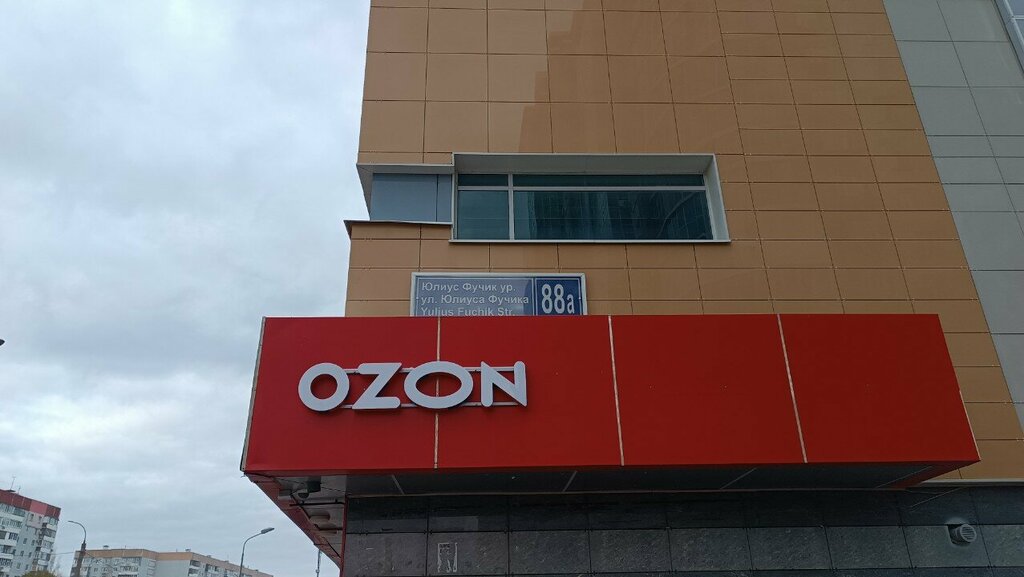 Юлиус Фучик ур.
ул. Юлиуса Фучика
Yulius Fuchik Str.
88а
OZON